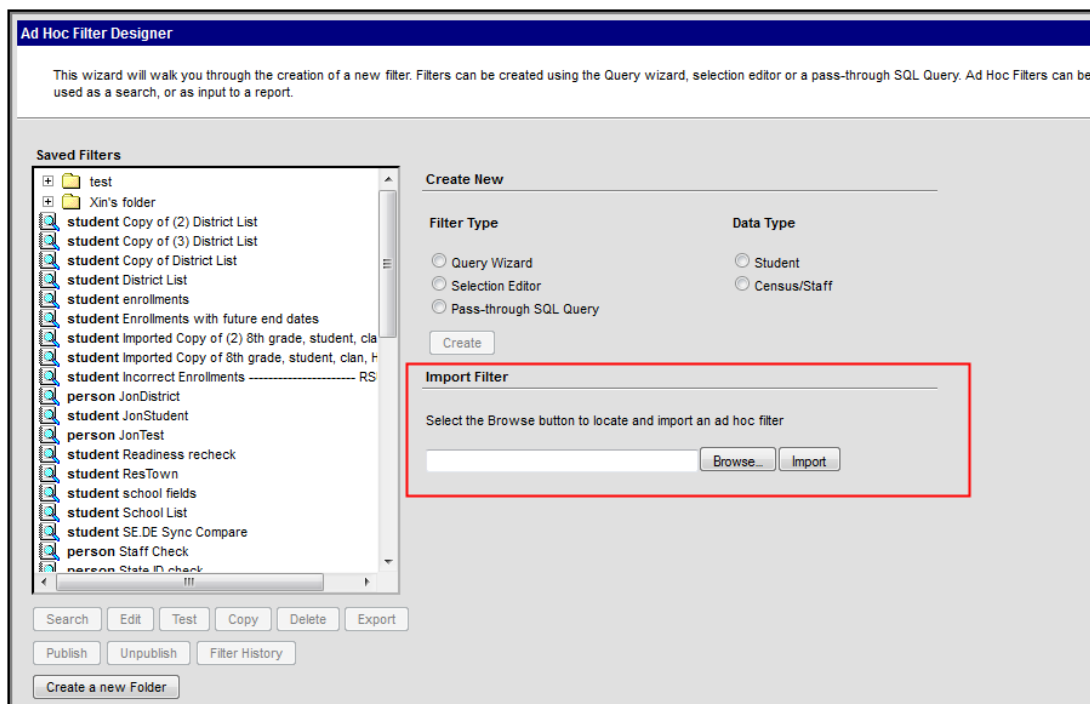 Ad Hoc Filter Designer
This wizard will walk you through the creation of a new filter. Filters can be created using the Query wizard, selection editor or a pass-through SQL Query. Ad Hoc Filters can be
used as a search, or as input to a report.
Saved Filters
test
Xin's folder
student Copy of (2) District List
student Copy of (3) District List
student Copy of District List
student District List
student enrollments
student Enrollments with future end dates
student Imported Copy of (2) 8th grade, student, cla
student Imported Copy of 8th grade, student, clan, H
student Incorrect Enrollments ---------------------- RS
person JonDistrict
student JonStudent
person JonTest
student Readiness recheck
student ResTown
student school fields
student School List
student SE.DE Sync Compare
person Staff Check
person State ID check
Search Edit Test Copy Delete Export
Publish Unpublish Filter History
Create a new Folder
Create New
Filter Type
Query Wizard
Selection Editor
Pass-through SQL Query
Create
Data Type
Student
Census/Staff
Import Filter
Select the Browse button to locate and import an ad hoc filter
Browse... Import